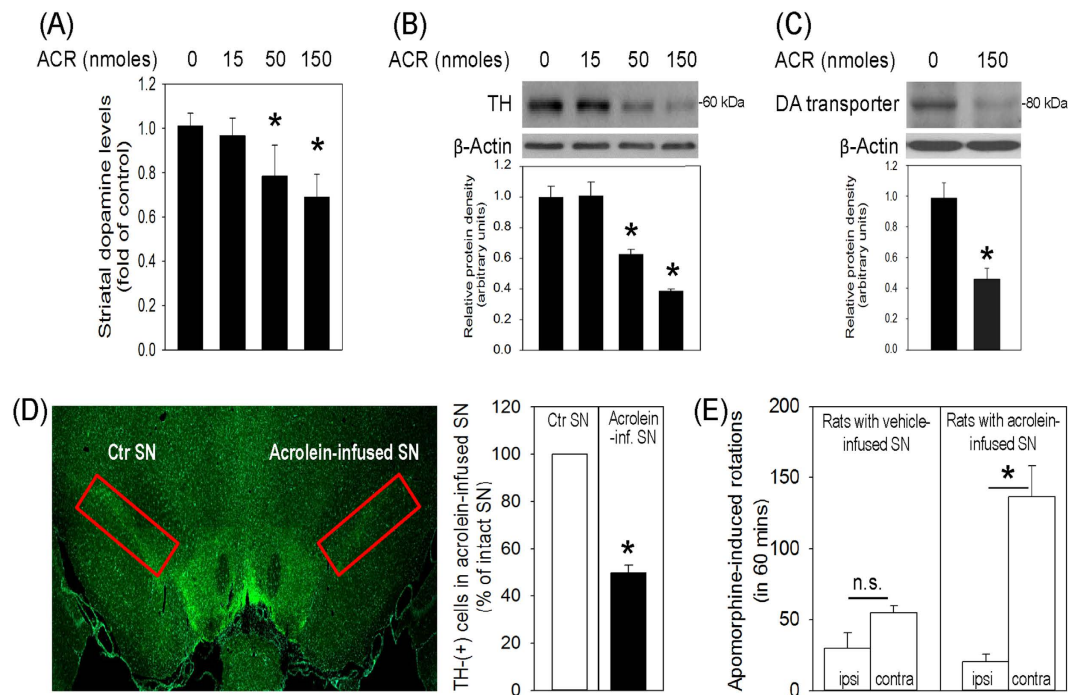 (A)
ACR (nmoles) 0 15 50 150
Striatal dopamine levels
(fold of control)
1.2
1.0
0.8
0.6
0.4
0.2
0.0
*
*
(B)
ACR (nmoles) 0 15 50 150
TH
-60 kDa
β-Actin
Relative protein density
(arbitrary units)
1.2
1.0
0.8
0.6
0.4
0.2
0.0
*
*
(C)
ACR (nmoles) 0 150
DA transporter
-80 kDa
β-Actin
Relative protein density
(arbitrary units)
1.2
1.0
0.8
0.6
0.4
0.2
0.0
*
(D)
Ctr SN
Acrolein-infused SN
TH-(+) cells in acrolein-infused SN
(% of intact SN)
120
100
80
60
40
20
0
Ctr SN
Acrolein
-inf. SN
*
(E)
Apomorphine-induced rotations
(in 60 mins)
200
150
100
50
0
Rats with vehicle-
infused SN
n.s.
ipsi
contra
Rats with acrolein-
infused SN
*
ipsi
contra